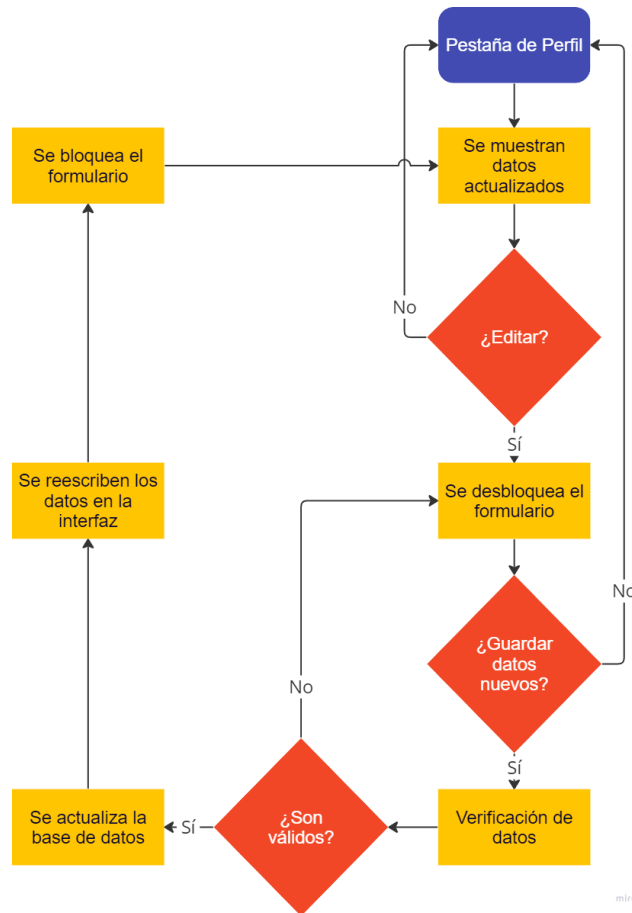 Pestaña de Perfil
Se bloquea el
formulario
Se muestran
datos
actualizados
No
¿Editar?
Sí
Se reescriben los
datos en la
interfaz
Se desbloquea el
formulario
No
¿Guardar
datos
nuevos?
No
Sí
Se actualiza la
base de datos
Sí
¿Son
válidos?
Verificación de
datos